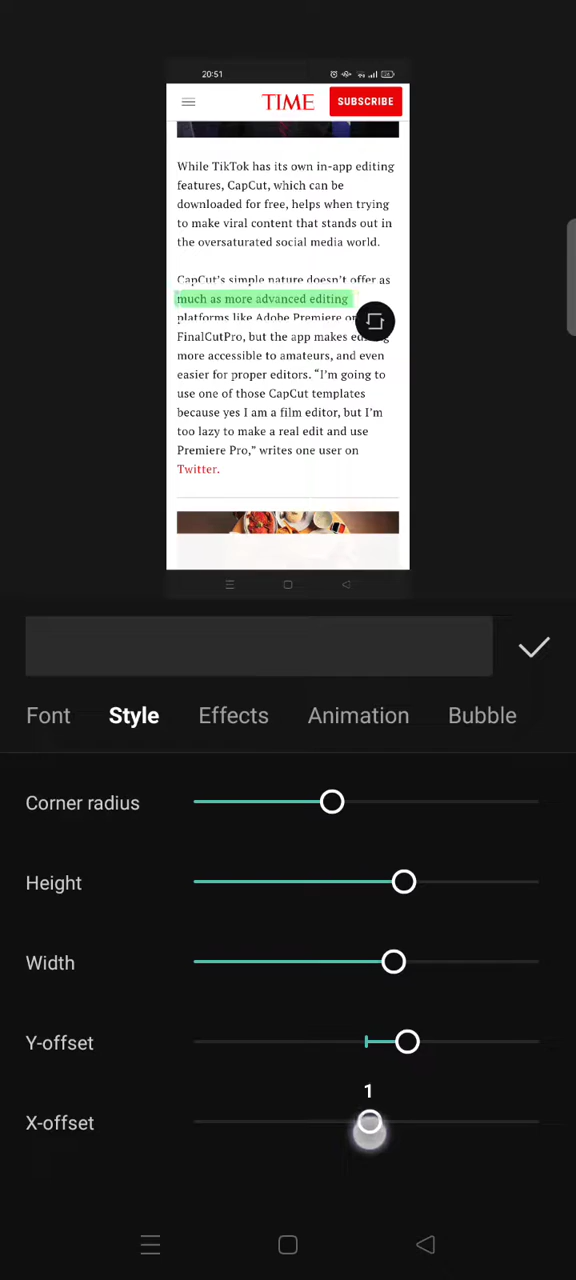 20:51
TIME
SUBSCRIBE
While TikTok has its own in-app editing
features, CapCut, which can be
downloaded for free, helps when trying
to make viral content that stands out in
the oversaturated social media world.
CapCut's simple nature doesn't offer as
much as more advanced editing
platforms like Adobe Premiere or
FinalCutPro, but the app makes editing
more accessible to amateurs, and even
easier for proper editors. “I'm going to
use one of those CapCut templates
because yes I am a film editor, but I'm
too lazy to make a real edit and use
Premiere Pro,” writes one user on
Twitter.
Font Style Effects Animation Bubble
Corner radius
Height
Width
Y-offset
1
X-offset